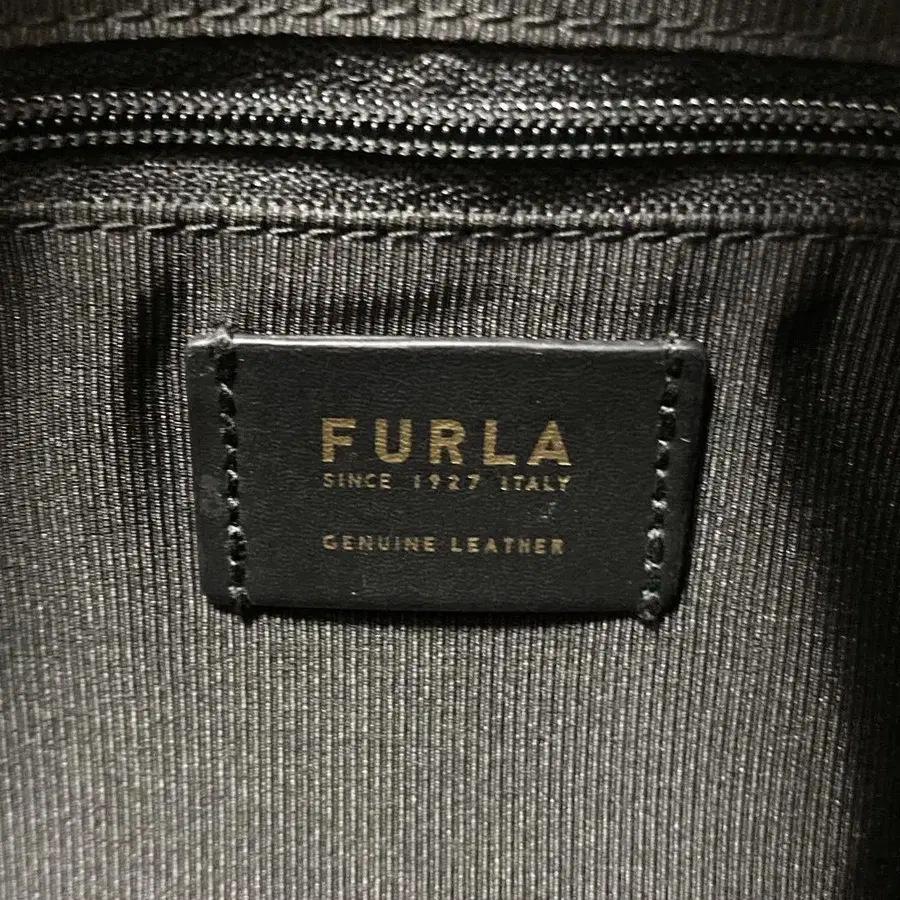 FURLA
SINCE 1927 ITALY
GENUINE LEATHER